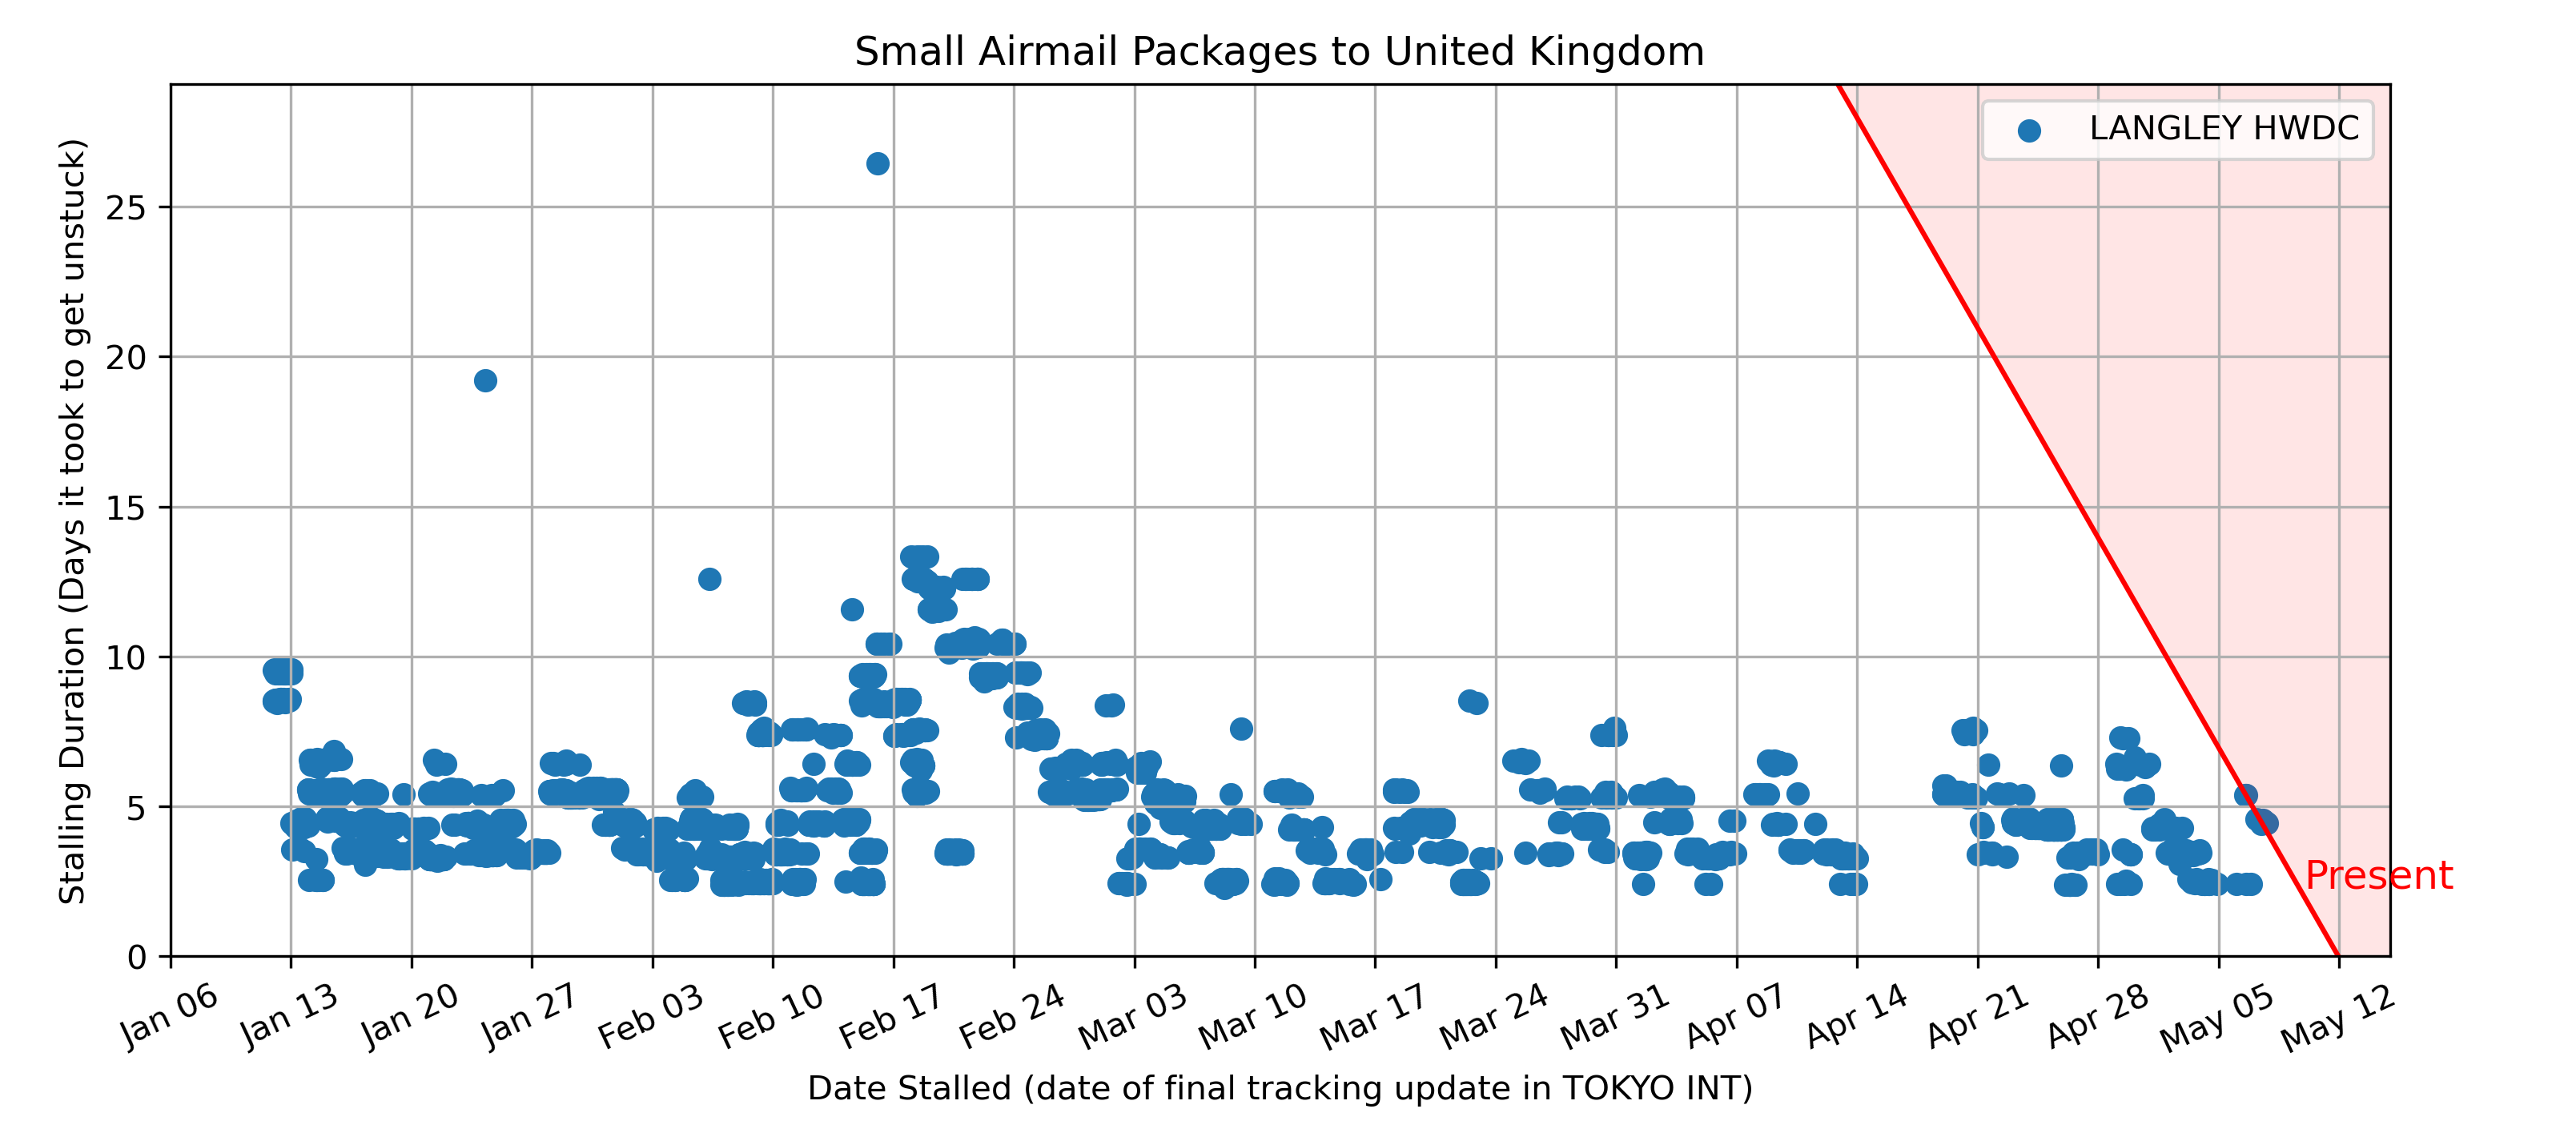 Small Airmail Packages to United Kingdom
LANGLEY HWDC
Stalling Duration (Days it took to get unstuck)
25
20
15
10
5
0
Present
Jan 06
Jan 13
Jan 20
Jan 27
Feb 03
Feb 10
Feb 17
Feb 24
Mar 03
Mar 10
Mar 17
Mar 24
Mar 31
Apr 07
Apr 14
Apr 21
Apr 28
May 05
May 12
Date Stalled (date of final tracking update in TOKYO INT)